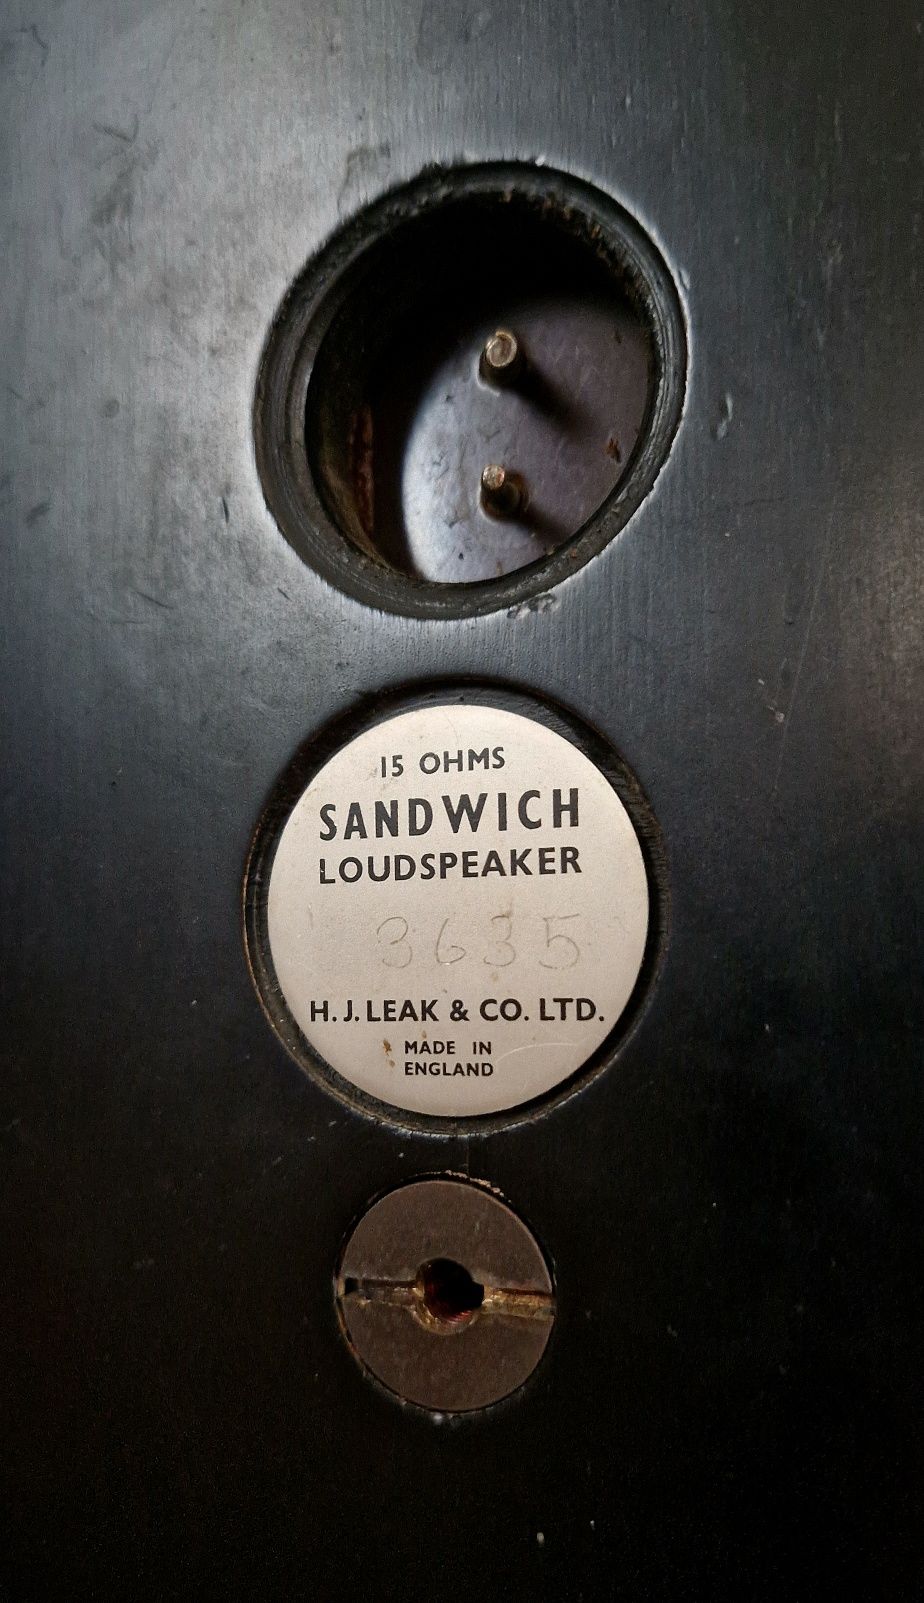 15 OHMS
SANDWICH
LOUDSPEAKER
3635
H. J. LEAK & CO. LTD.
MADE IN
ENGLAND